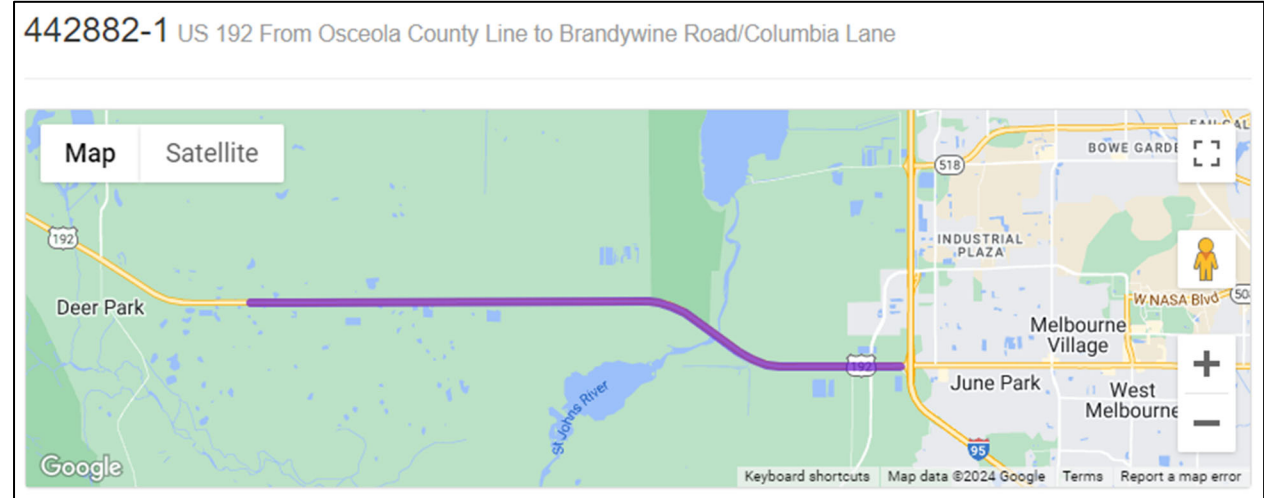 442882-1 US 192 From Osceola County Line to Brandywine Road/Columbia Lane
Map Satellite
518
BOWE GARDE
192
INDUSTRIAL
PLAZA
Deer Park
W NASA Blvd
Melbourne
Village
192
June Park
West
Melbourne
St Johns River
95
Google
Keyboard shortcuts Map data ©2024 Google Terms Report a map error